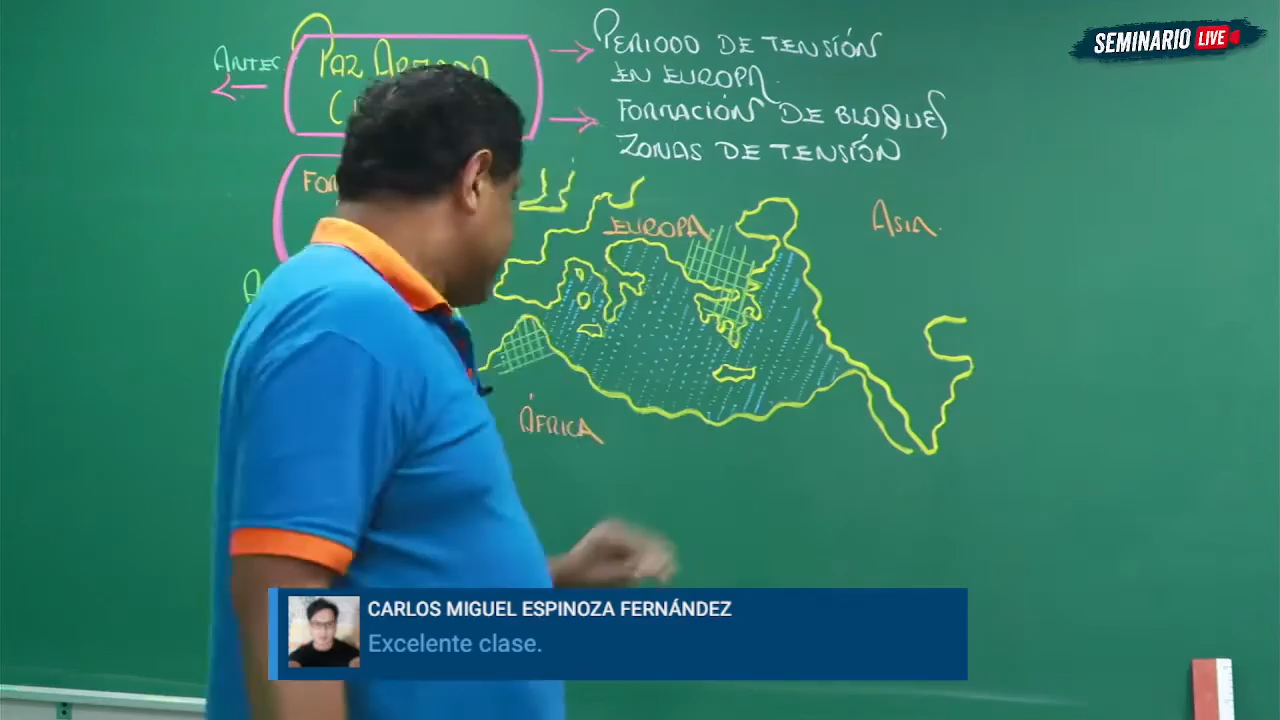 SEMINARIO LIVE
ANTEC
PAZ ARMADA
(
PERIODO DE TENSIÓN
EN EUROPA
FORMACIÓN DE BLOQUES
ZONAS DE TENSIÓN
EUROPA
ASIA
ÁFRICA
CARLOS MIGUEL ESPINOZA FERNÁNDEZ
Excelente clase.